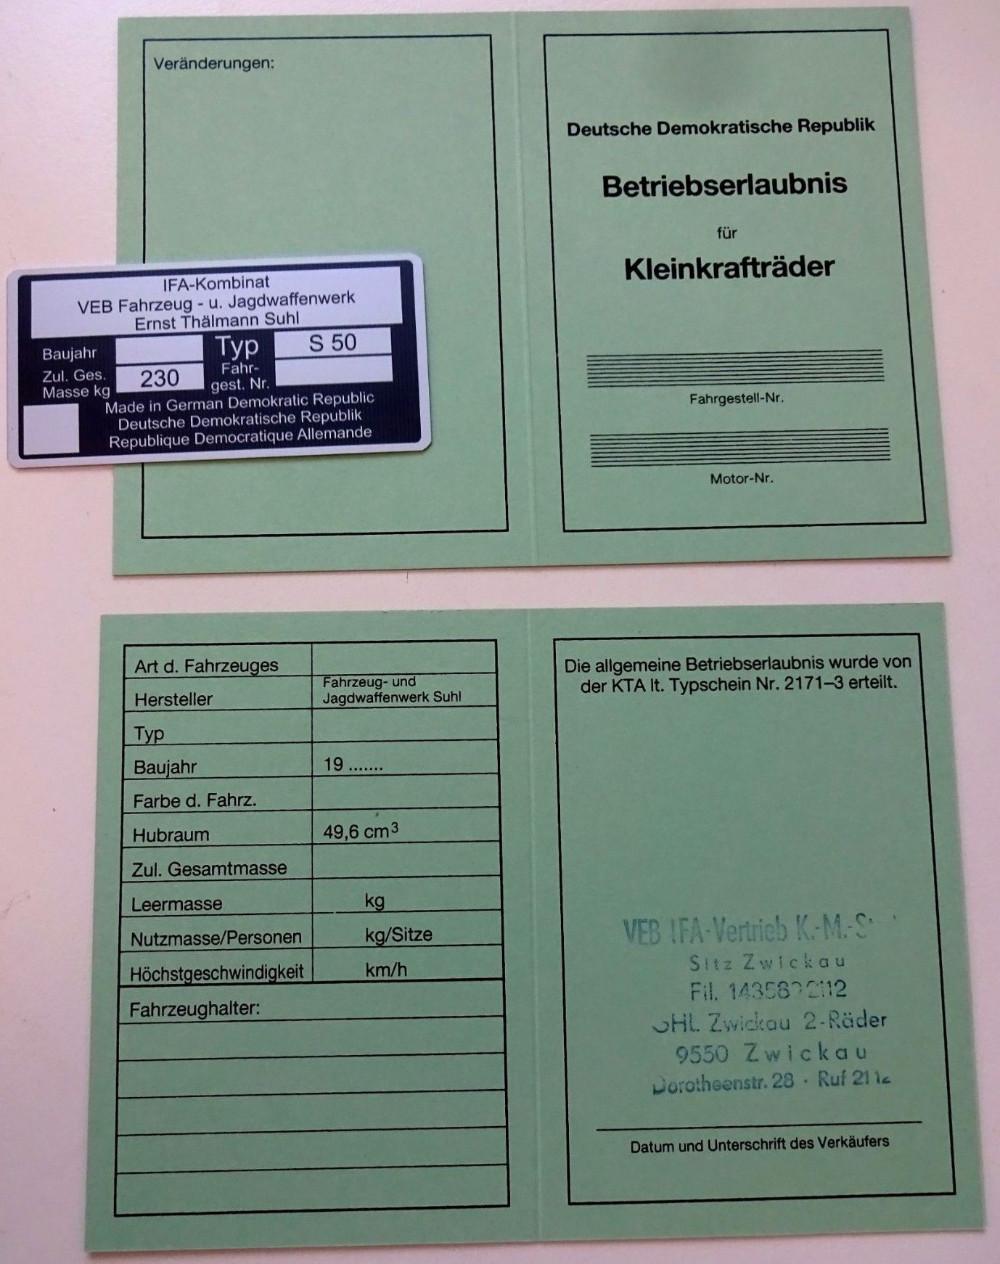 Veränderungen:
Deutsche Demokratische Republik
Betriebserlaubnis
für
Kleinkrafträder
Fahrgestell-Nr.
Motor-Nr.
IFA-Kombinat
VEB Fahrzeug - u. Jagdwaffenwerk
Ernst Thälmann Suhl
Baujahr
Typ
S 50
Zul. Ges.
Masse kg
230
Fahr-
gest. Nr.
Made in German Demokratic Republic
Deutsche Demokratische Republik
Republique Democratique Allemande
Art d. Fahrzeuges
Hersteller
Fahrzeug- und
Jagdwaffenwerk Suhl
Typ
Baujahr
19 .......
Farbe d. Fahrz.
Hubraum
49,6 cm³
Zul. Gesamtmasse
Leermasse
kg
Nutzmasse/Personen
kg/Sitze
Höchstgeschwindigkeit
km/h
Fahrzeughalter:
Die allgemeine Betriebserlaubnis wurde von
der KTA lt. Typschein Nr. 2171–3 erteilt.
VEB IFA-Vertrieb K.-M.-
Sitz Zwickau
Fil.
Zwickau 2-Räder
9550 Zwickau
Dorotheenstr. 28 · Ruf
Datum und Unterschrift des Verkäufers